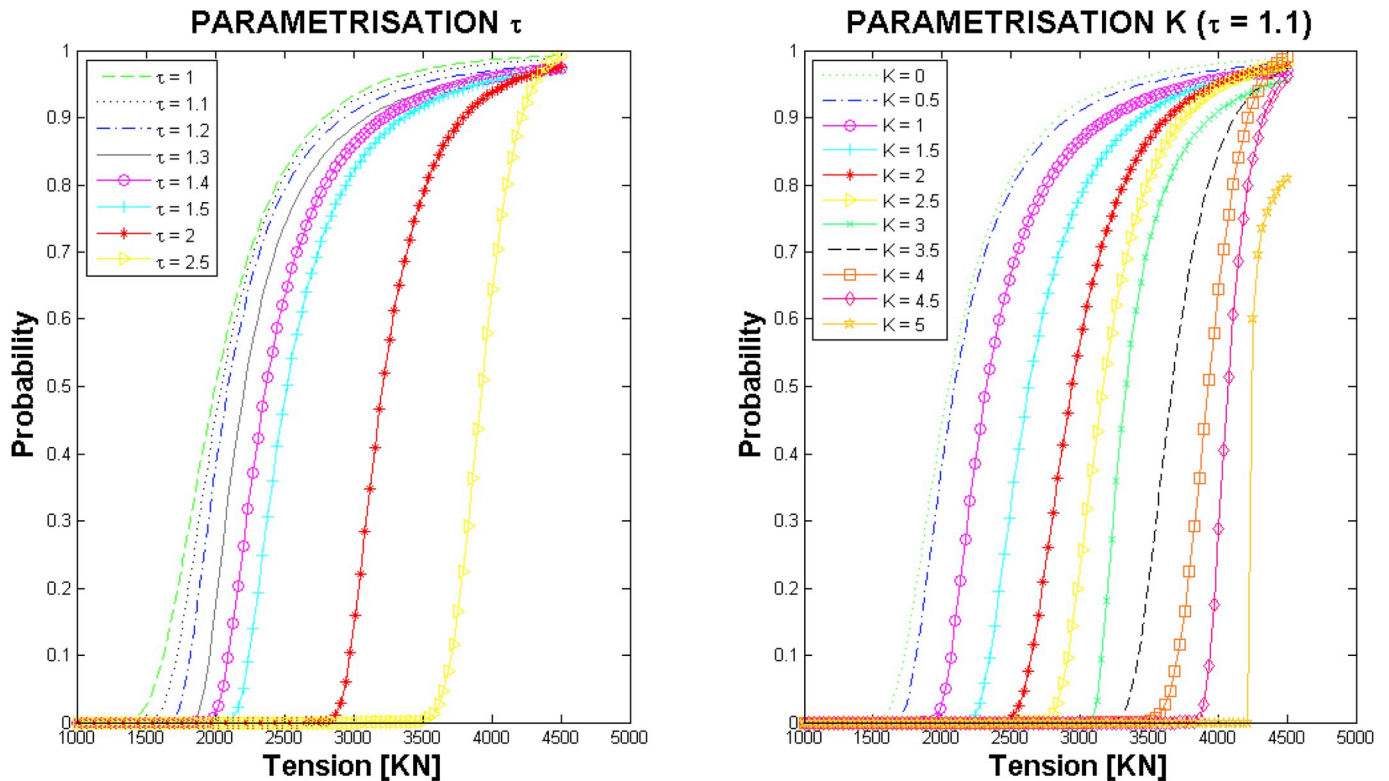 PARAMETRISATION τ
1
0.9
0.8
0.7
0.6
0.5
0.4
0.3
0.2
0.1
0
Probability
τ = 1
τ = 1.1
τ = 1.2
τ = 1.3
τ = 1.4
τ = 1.5
τ = 2
τ = 2.5
1000 1500 2000 2500 3000 3500 4000 4500 5000
Tension [KN]
PARAMETRISATION K (τ = 1.1)
1
0.9
0.8
0.7
0.6
0.5
0.4
0.3
0.2
0.1
0
Probability
K = 0
K = 0.5
K = 1
K = 1.5
K = 2
K = 2.5
K = 3
K = 3.5
K = 4
K = 4.5
K = 5
1000 1500 2000 2500 3000 3500 4000 4500 5000
Tension [KN]